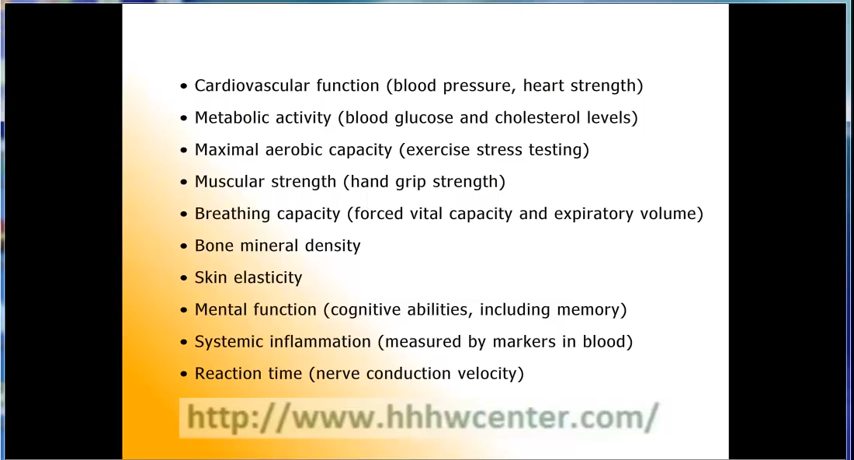 • Cardiovascular function (blood pressure, heart strength)
• Metabolic activity (blood glucose and cholesterol levels)
• Maximal aerobic capacity (exercise stress testing)
• Muscular strength (hand grip strength)
• Breathing capacity (forced vital capacity and expiratory volume)
• Bone mineral density
• Skin elasticity
• Mental function (cognitive abilities, including memory)
• Systemic inflammation (measured by markers in blood)
• Reaction time (nerve conduction velocity)
http://www.hhhwcenter.com/